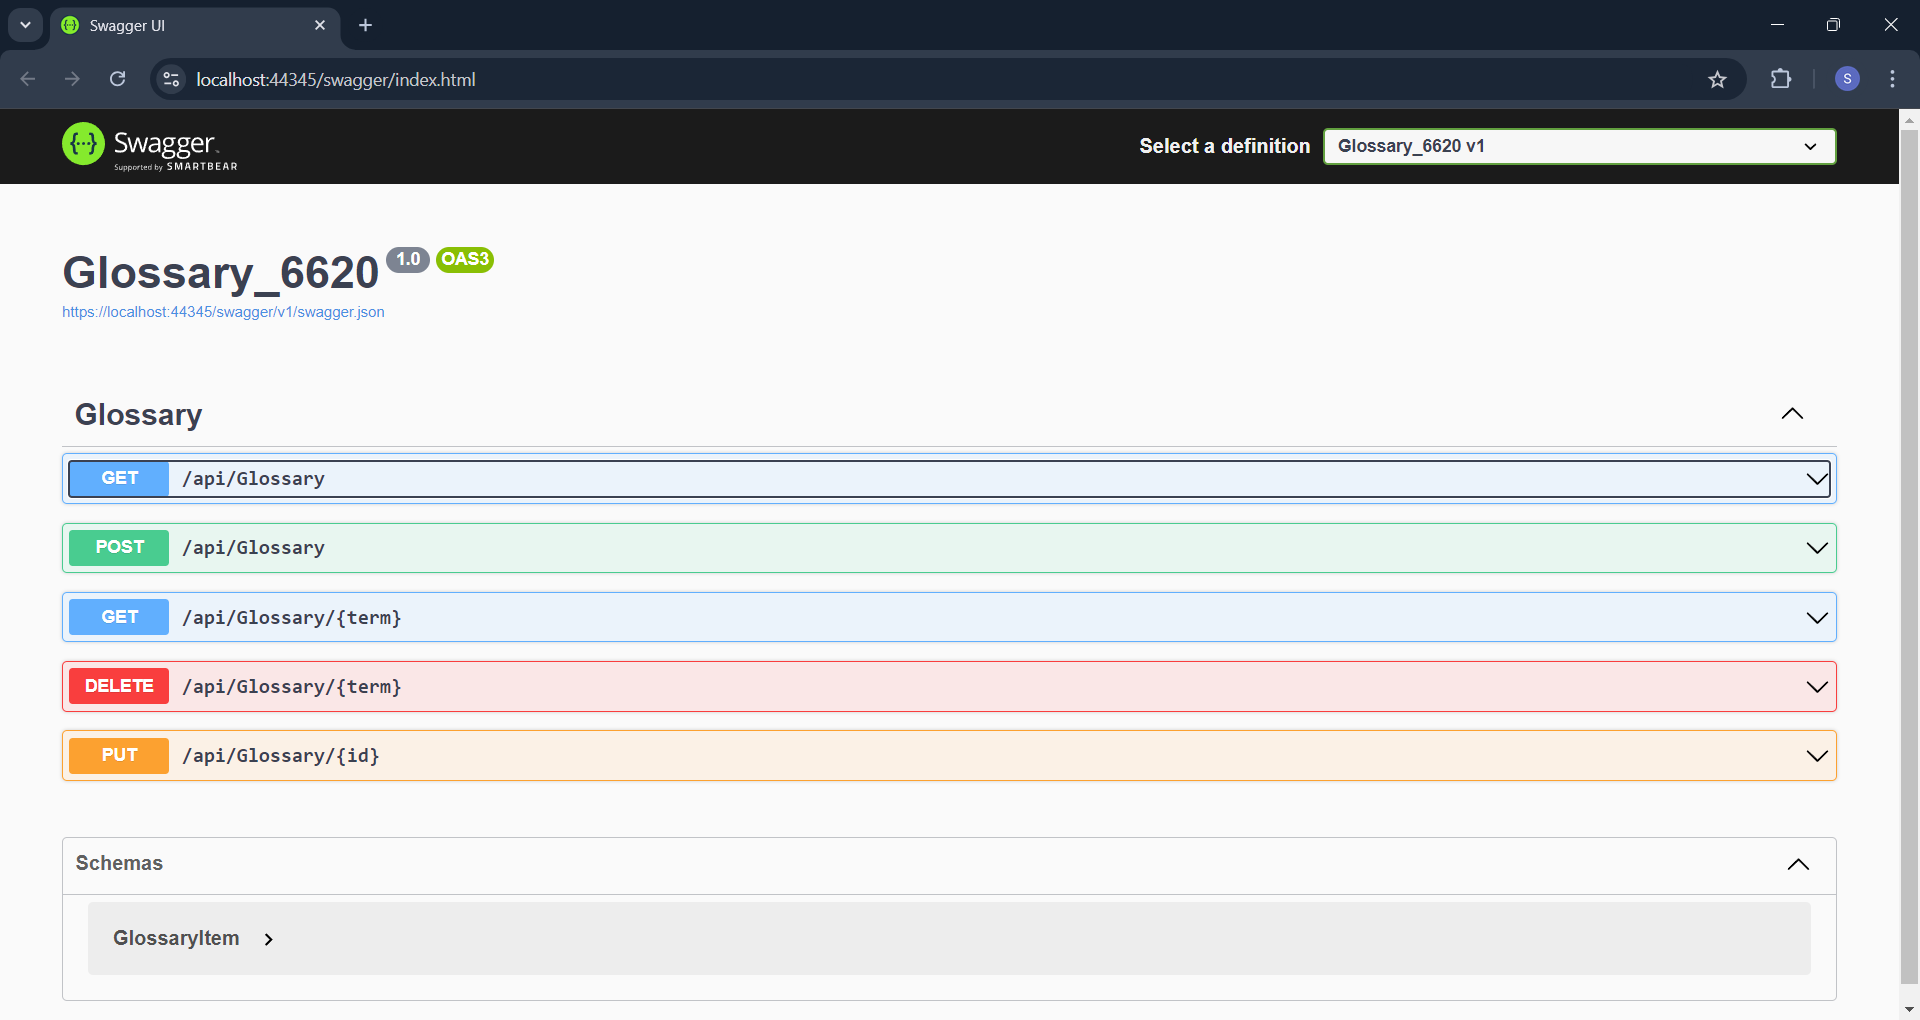 Swagger UI
localhost:44345/swagger/index.html
S
{···} Swagger.
Supported by SMARTBEAR
Select a definition
Glossary_6620 v1
Glossary_6620 1.0 OAS3
https://localhost:44345/swagger/v1/swagger.json
Glossary
GET /api/Glossary
POST /api/Glossary
GET /api/Glossary/{term}
DELETE /api/Glossary/{term}
PUT /api/Glossary/{id}
Schemas
GlossaryItem